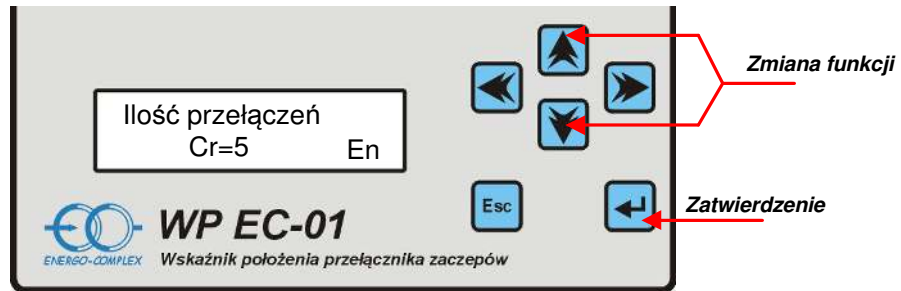 Zmiana funkcji
Ilość przełączeń
Cr=5 En
Esc
Zatwierdzenie
WP EC-01
ENERGO-COMPLEX
Wskaźnik położenia przełącznika zaczepów